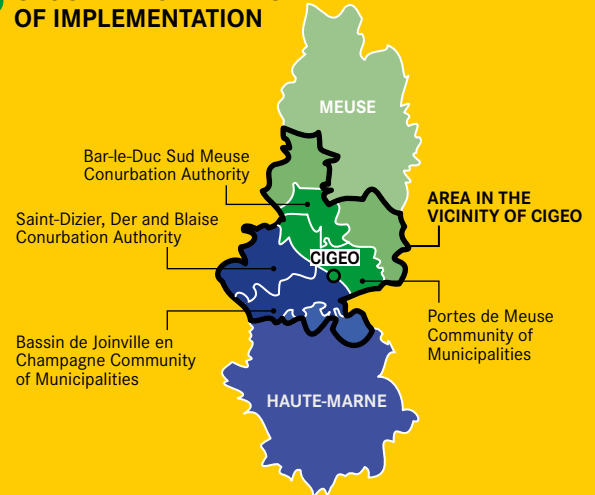 OF IMPLEMENTATION
MEUSE
Bar-le-Duc Sud Meuse
Conurbation Authority
AREA IN THE
VICINITY OF CIGEO
Saint-Dizier, Der and Blaise
Conurbation Authority
CIGEO
Portes de Meuse
Community of
Municipalities
Bassin de Joinville en
Champagne Community
of Municipalities
HAUTE-MARNE